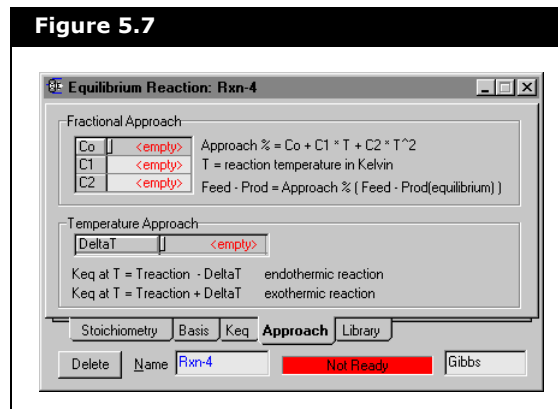 Figure 5.7
Equilibrium Reaction: Rxn-4
Fractional Approach
Co <empty> Approach % = Co + C1 * T + C2 * T^2
C1 <empty> T = reaction temperature in Kelvin
C2 <empty> Feed - Prod = Approach % ( Feed - Prod(equilibrium) )
Temperature Approach
DeltaT <empty>
Keq at T = Treaction - DeltaT endothermic reaction
Keq at T = Treaction + DeltaT exothermic reaction
Stoichiometry Basis Keq Approach Library
Delete Name Rxn-4 Not Ready Gibbs